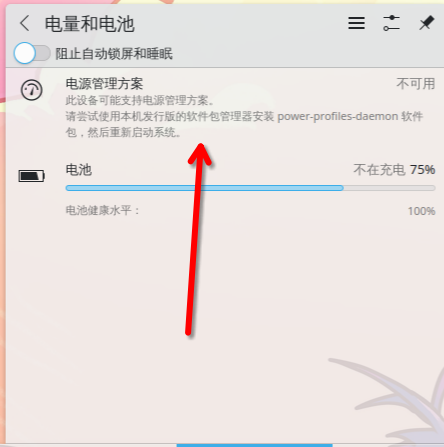 电量和电池
阻止自动锁屏和睡眠
电源管理方案 不可用
此设备可能支持电源管理方案。
请尝试使用本机发行版的软件包管理器安装 power-profiles-daemon 软件
包，然后重新启动系统。
电池 不在充电 75%
电池健康水平： 100%